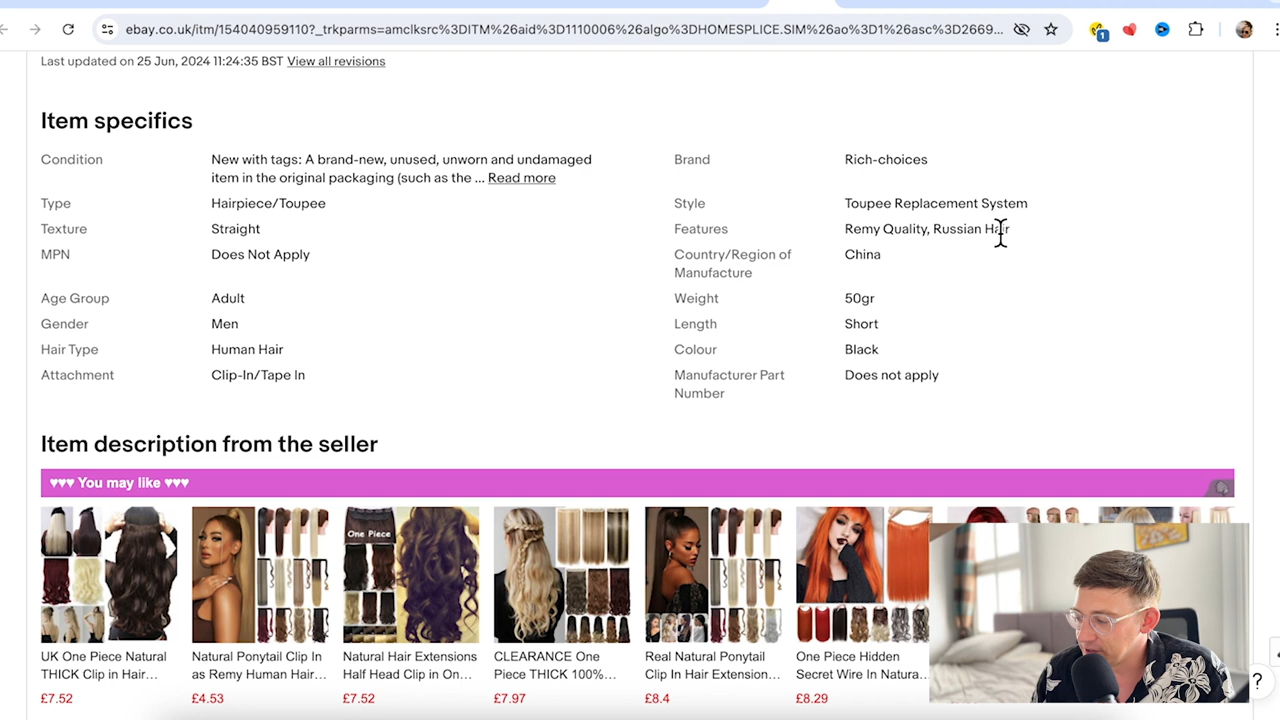 ebay.co.uk/itm/154040959110?_trkparms=amclksrc%3DITM%26aid%3D1110006%26algo%3DHOMESPLICE.SIM%26ao%3D1%26asc%3D2669...
1
Last updated on 25 Jun, 2024 11:24:35 BST View all revisions
Item specifics
Condition
New with tags: A brand-new, unused, unworn and undamaged
item in the original packaging (such as the ... Read more
Brand
Rich-choices
Type
Hairpiece/Toupee
Style
Toupee Replacement System
Texture
Straight
Features
Remy Quality, Russian Hair
MPN
Does Not Apply
Country/Region of
Manufacture
China
Age Group
Adult
Weight
50gr
Gender
Men
Length
Short
Hair Type
Human Hair
Colour
Black
Attachment
Clip-In/Tape In
Manufacturer Part
Number
Does not apply
Item description from the seller
♥♥♥ You may like ♥♥♥
One Piece
UK One Piece Natural
THICK Clip in Hair...
£7.52
Natural Ponytail Clip In
as Remy Human Hair...
£4.53
Natural Hair Extensions
Half Head Clip in On...
£7.52
CLEARANCE One
Piece THICK 100%...
£7.97
Real Natural Ponytail
Clip In Hair Extension...
£8.4
One Piece Hidden
Secret Wire In Natura...
£8.29
?